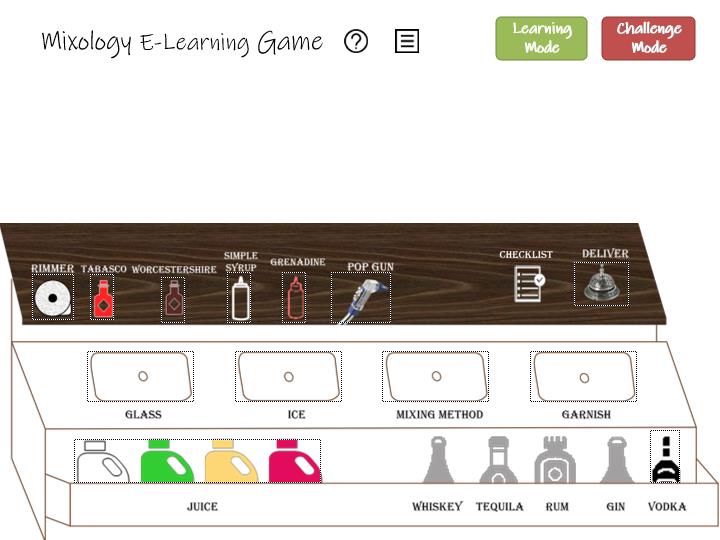 Mixology E-Learning Game
Learning
Mode
Challenge
Mode
RIMMER
TABASCO
WORCESTERSHIRE
SIMPLE
SYRUP
GRENADINE
POP GUN
CHECKLIST
DELIVER
GLASS
ICE
MIXING METHOD
GARNISH
JUICE
WHISKEY
TEQUILA
RUM
GIN
VODKA